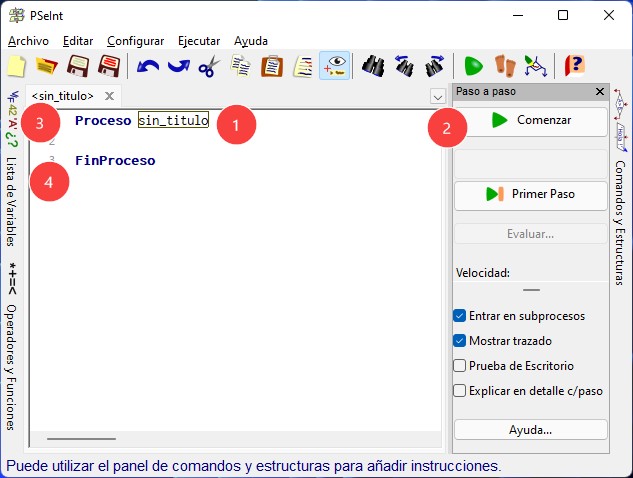 PSeInt
Archivo Editar Configurar Ejecutar Ayuda
<sin_titulo>
Paso a paso
1 Proceso sin_titulo
2
3 FinProceso
1
2
3
4
Comenzar
Primer Paso
Evaluar...
Velocidad:
Entrar en subprocesos
Mostrar trazado
Prueba de Escritorio
Explicar en detalle c/paso
Ayuda...
42 'A' ¿? Lista de Variables
*+=< Operadores y Funciones
Comandos y Estructuras
Puede utilizar el panel de comandos y estructuras para añadir instrucciones.